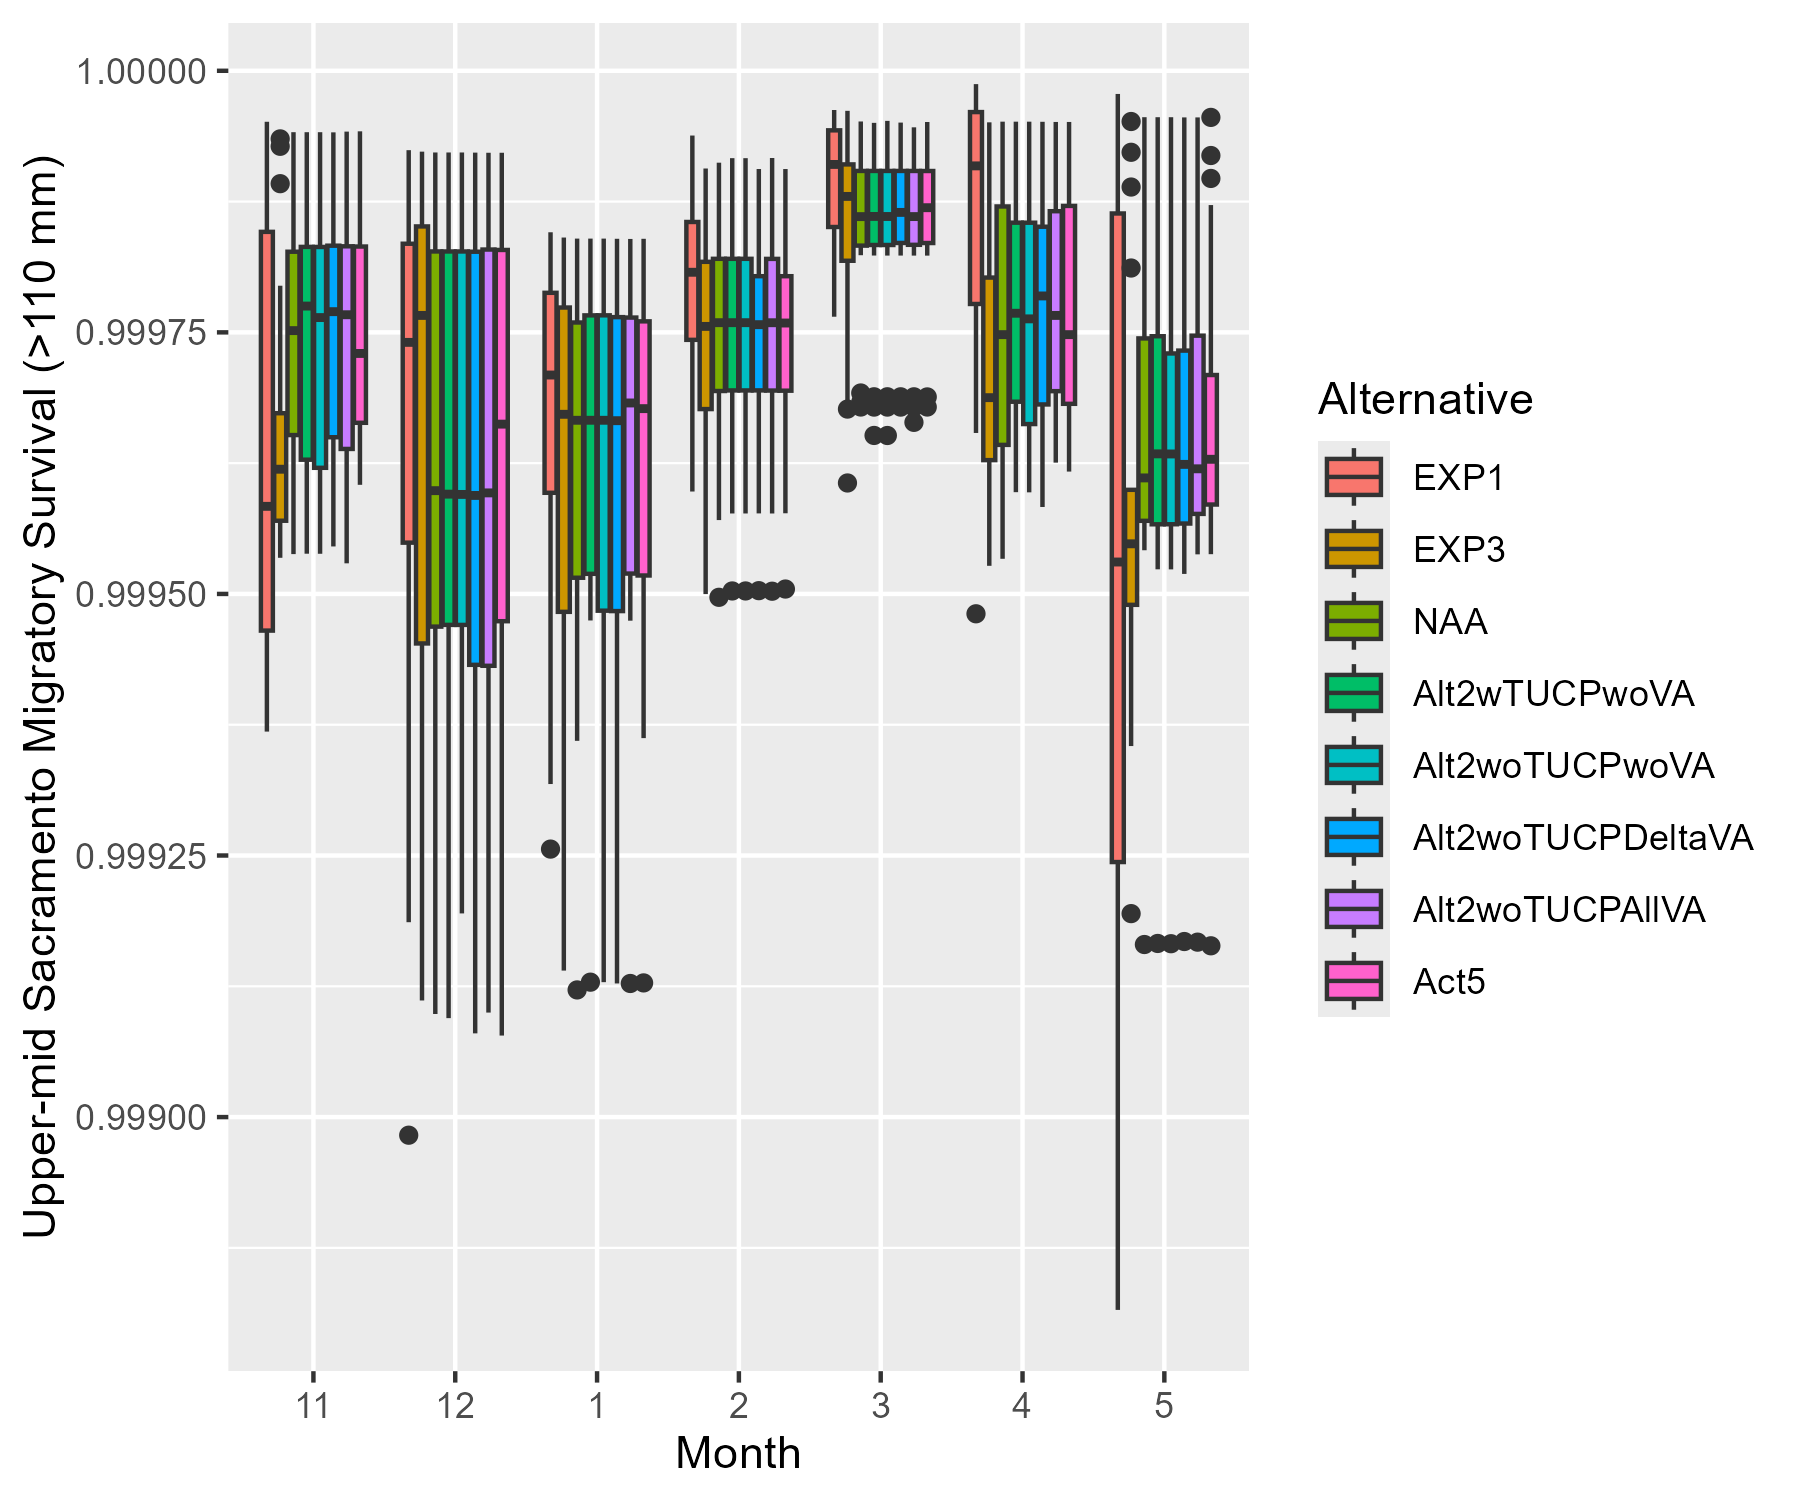 Upper-mid Sacramento Migratory Survival (>110 mm)
1.00000
0.99975
0.99950
0.99925
0.99900
11 12 1 2 3 4 5
Month
Alternative
EXP1
EXP3
NAA
Alt2wTUCPwoVA
Alt2woTUCPwoVA
Alt2woTUCPDeltaVA
Alt2woTUCPAllVA
Act5